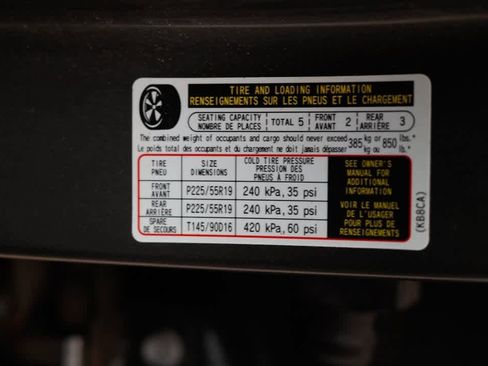 TIRE AND LOADING INFORMATION
RENSEIGNEMENTS SUR LES PNEUS ET LE CHARGEMENT
SEATING CAPACITY NOMBRE DE PLACES TOTAL 5 FRONT AVANT 2 REAR ARRIÈRE 3
The combined weight of occupants and cargo should never exceed 385 kg or 850 lbs.
Le poids total des occupants et du chargement ne doit jamais dépasser 385 kg ou 850 lb.
TIRE PNEU SIZE DIMENSIONS COLD TIRE PRESSURE PRESSION DES PNEUS À FROID
FRONT AVANT P225/55R19 240 kPa, 35 psi
REAR ARRIÈRE P225/55R19 240 kPa, 35 psi
SPARE DE SECOURS T145/90D16 420 kPa, 60 psi
SEE OWNER'S
MANUAL FOR
ADDITIONAL
INFORMATION
VOIR LE MANUEL
DE L'USAGER
POUR PLUS DE
RENSEIGNEMENTS
(KB8CA)